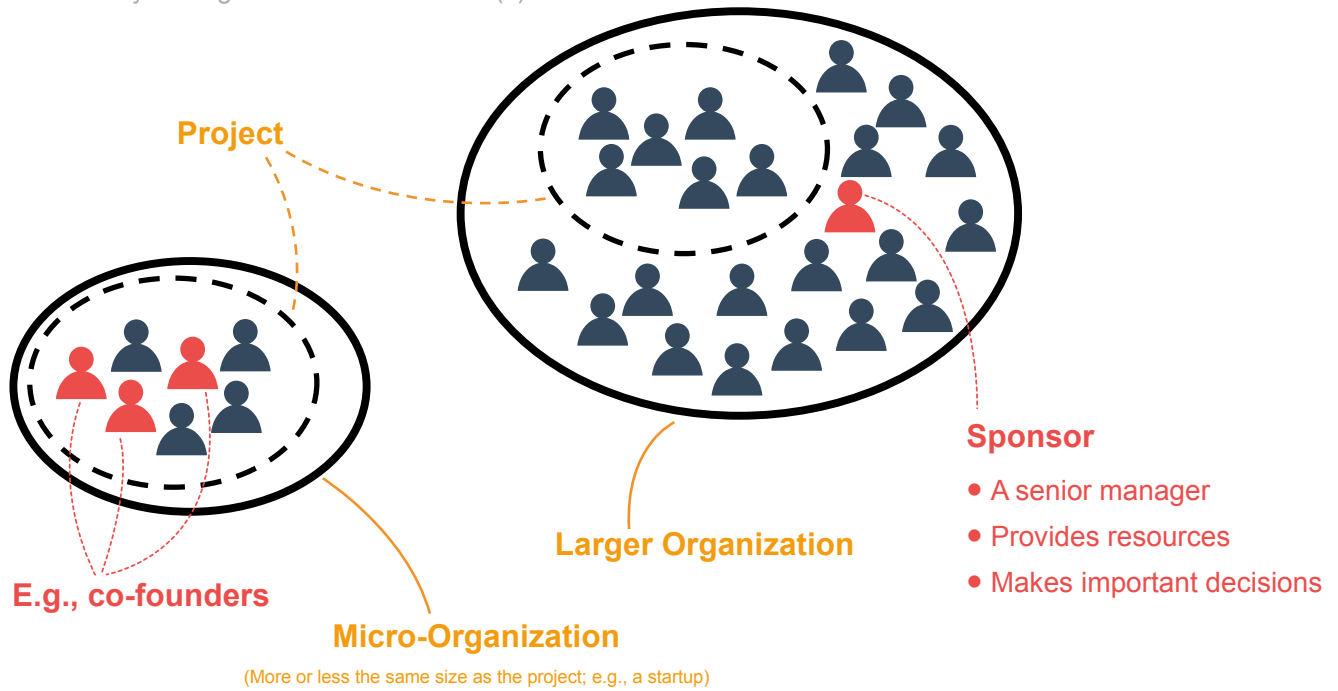 Project
Sponsor
• A senior manager
• Provides resources
• Makes important decisions
Larger Organization
E.g., co-founders
Micro-Organization
(More or less the same size as the project; e.g., a startup)